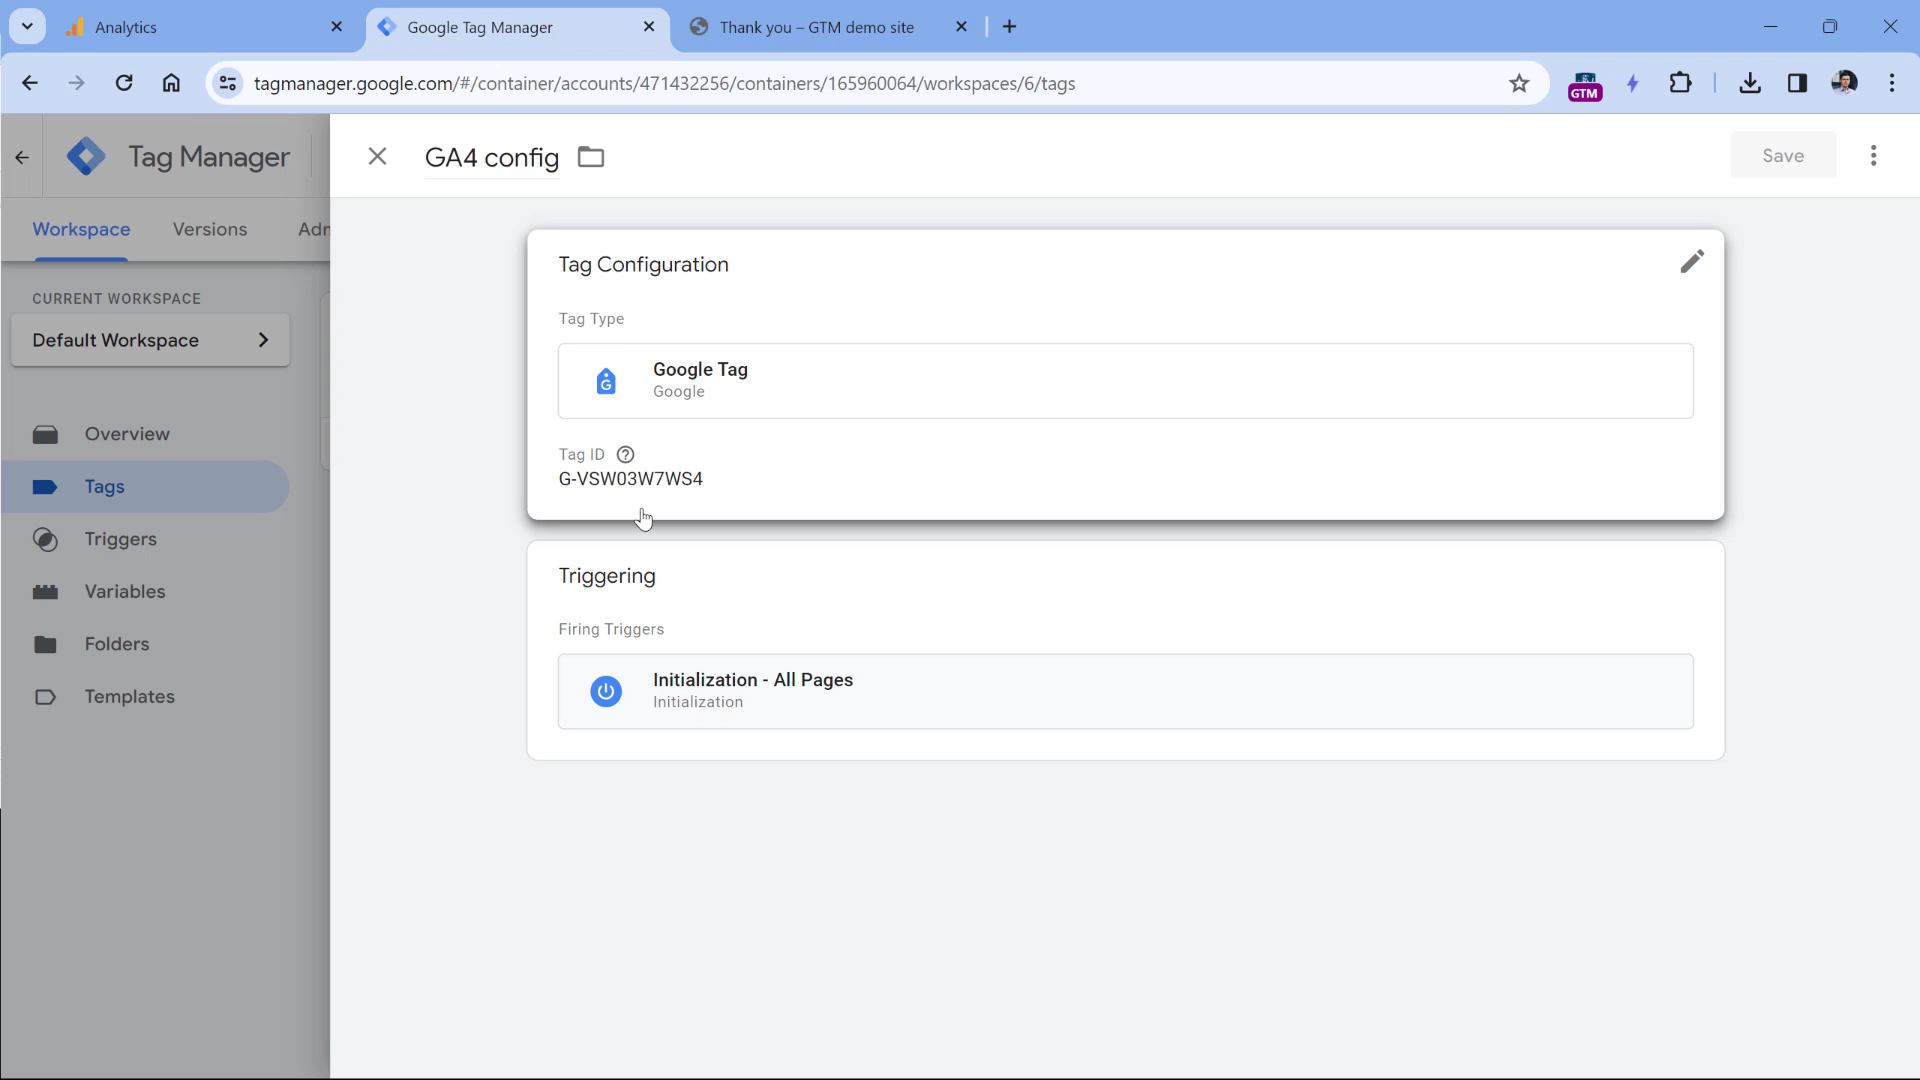 Analytics
Google Tag Manager
Thank you – GTM demo site
tagmanager.google.com/#/container/accounts/471432256/containers/165960064/workspaces/6/tags
GTM
Tag Manager
GA4 config
Save
Workspace
Versions
Adm
CURRENT WORKSPACE
Default Workspace
Overview
Tags
Triggers
Variables
Folders
Templates
Tag Configuration
Tag Type
G
Google Tag
Google
Tag ID ?
G-VSW03W7WS4
Triggering
Firing Triggers
Initialization - All Pages
Initialization